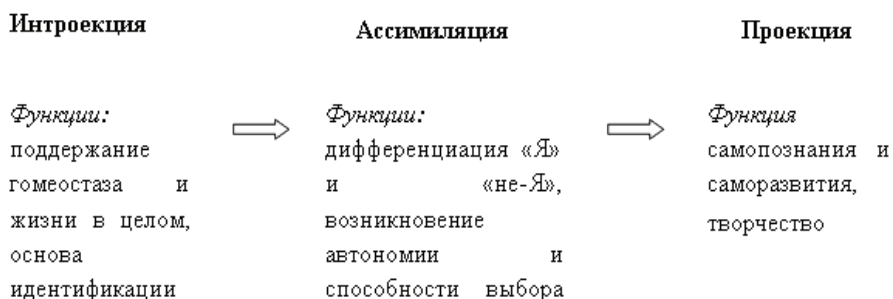 Интроекция
Функции:
поддержание
гомеостаза и
жизни в целом,
основа
идентификации
Ассимиляция
Функции:
дифференциация «Я»
и «не-Я»,
возникновение
автономии и
способности выбора
Проекция
Функция
самопознания и
саморазвития,
творчество